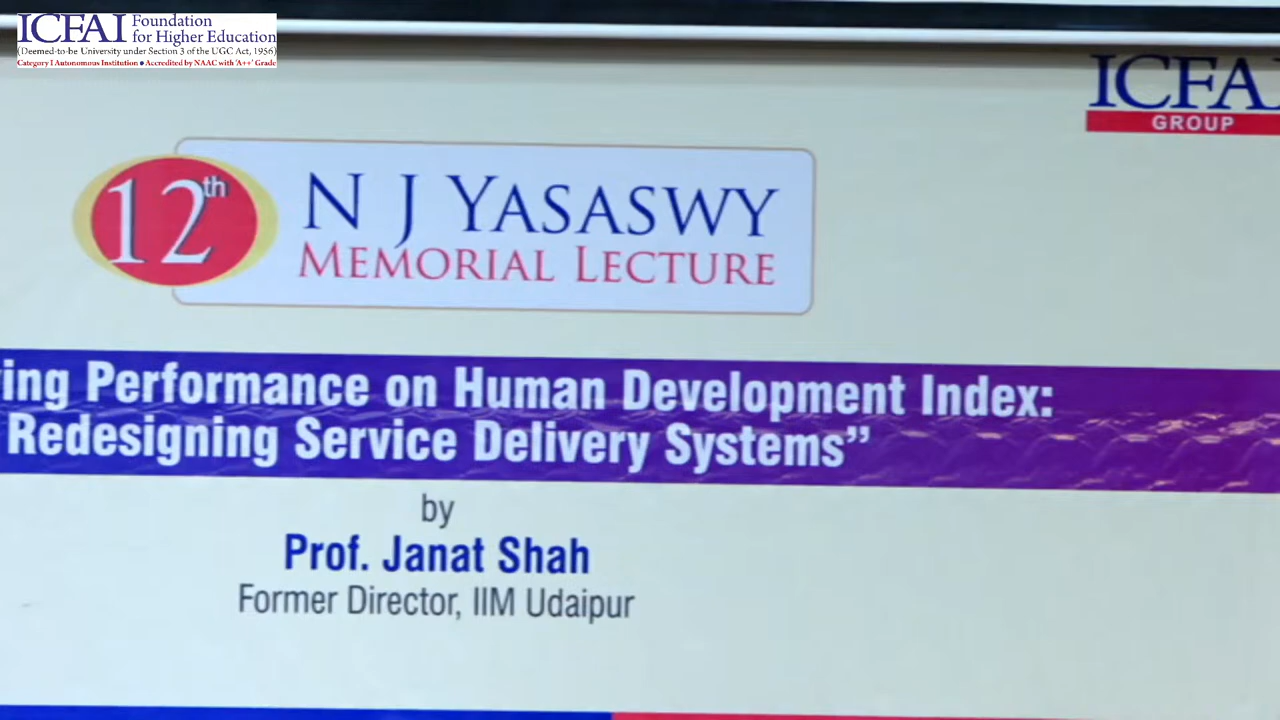 ICFAI Foundation
for Higher Education
(Deemed-to-be University under Section 3 of the UGC Act, 1956)
Category I Autonomous Institution ● Accredited by NAAC with 'A++' Grade
ICFAI
GROUP
12th
N J YASASWY
MEMORIAL LECTURE
ing Performance on Human Development Index:
Redesigning Service Delivery Systems”
by
Prof. Janat Shah
Former Director, IIM Udaipur